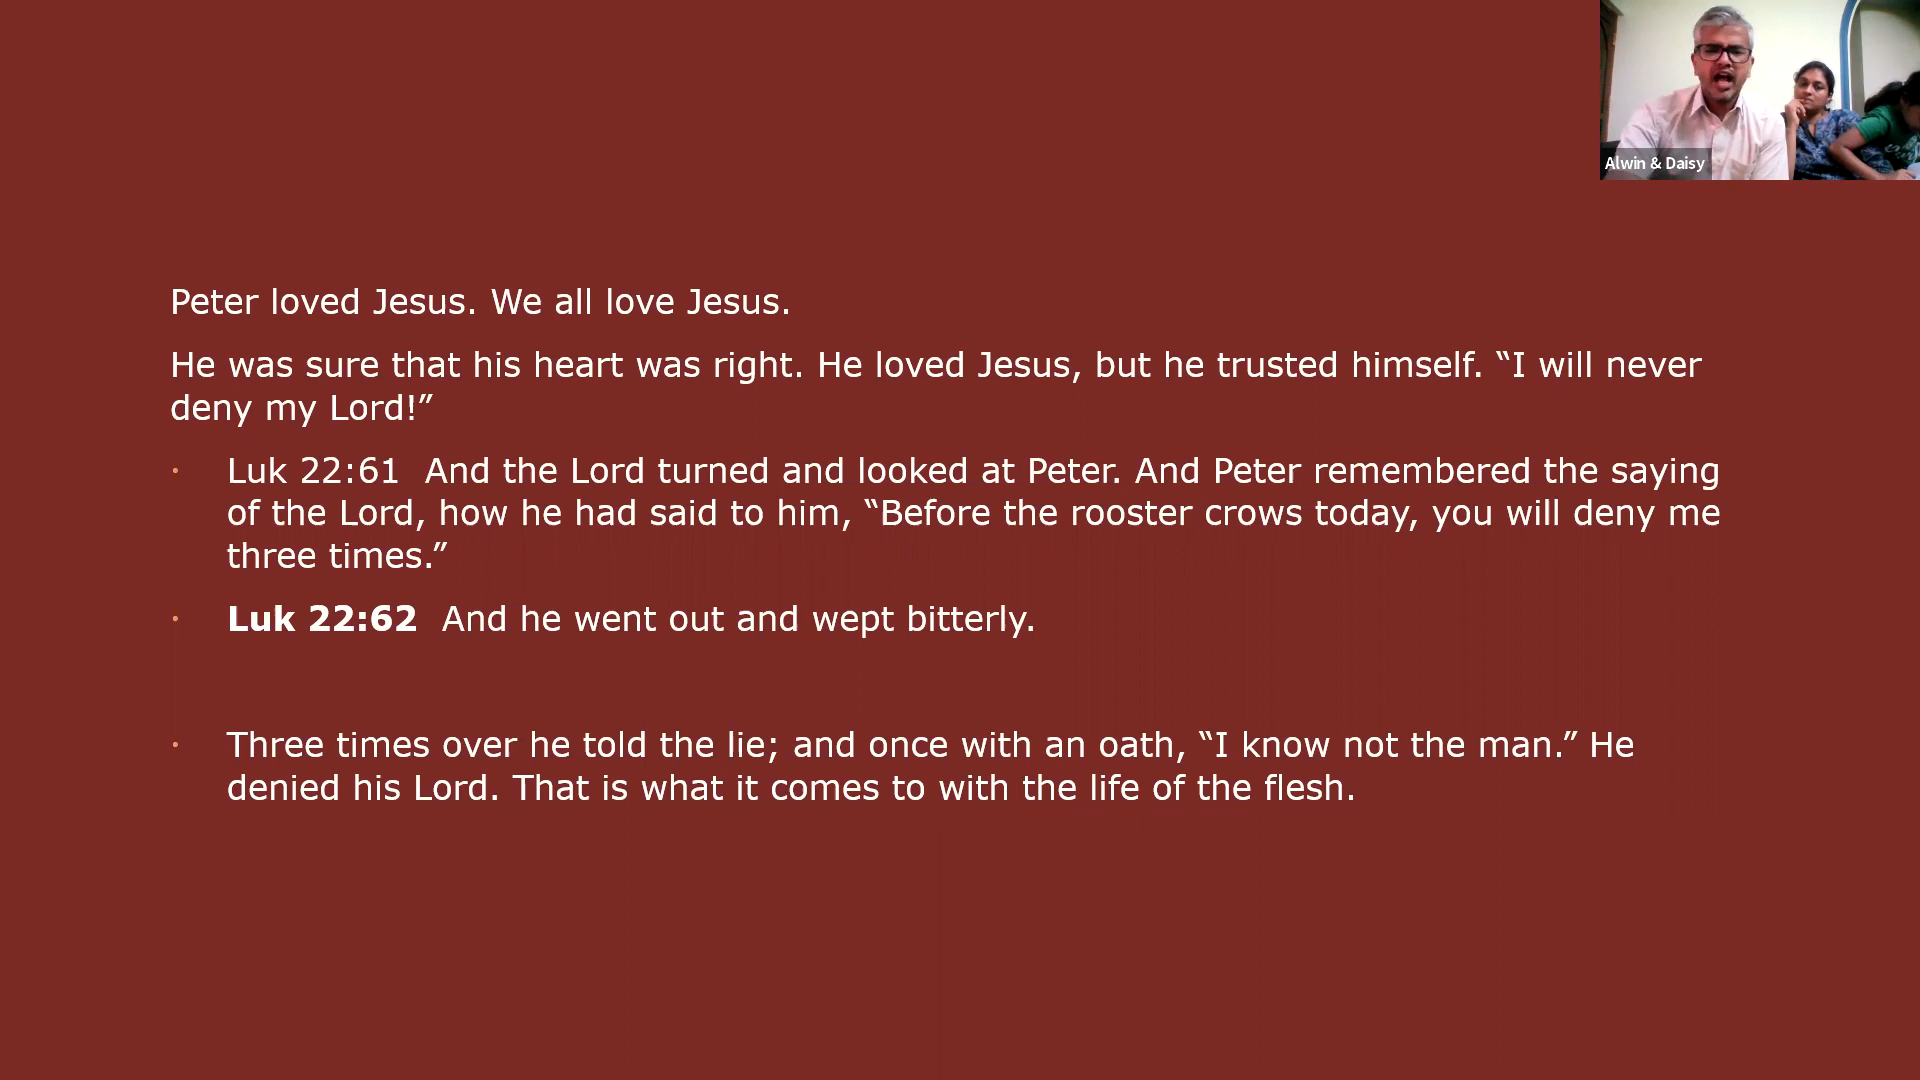 Alwin & Daisy
Peter loved Jesus. We all love Jesus.
He was sure that his heart was right. He loved Jesus, but he trusted himself. “I will never
deny my Lord!”
· Luk 22:61  And the Lord turned and looked at Peter. And Peter remembered the saying
of the Lord, how he had said to him, “Before the rooster crows today, you will deny me
three times.”
· Luk 22:62  And he went out and wept bitterly.
· Three times over he told the lie; and once with an oath, “I know not the man.” He
denied his Lord. That is what it comes to with the life of the flesh.